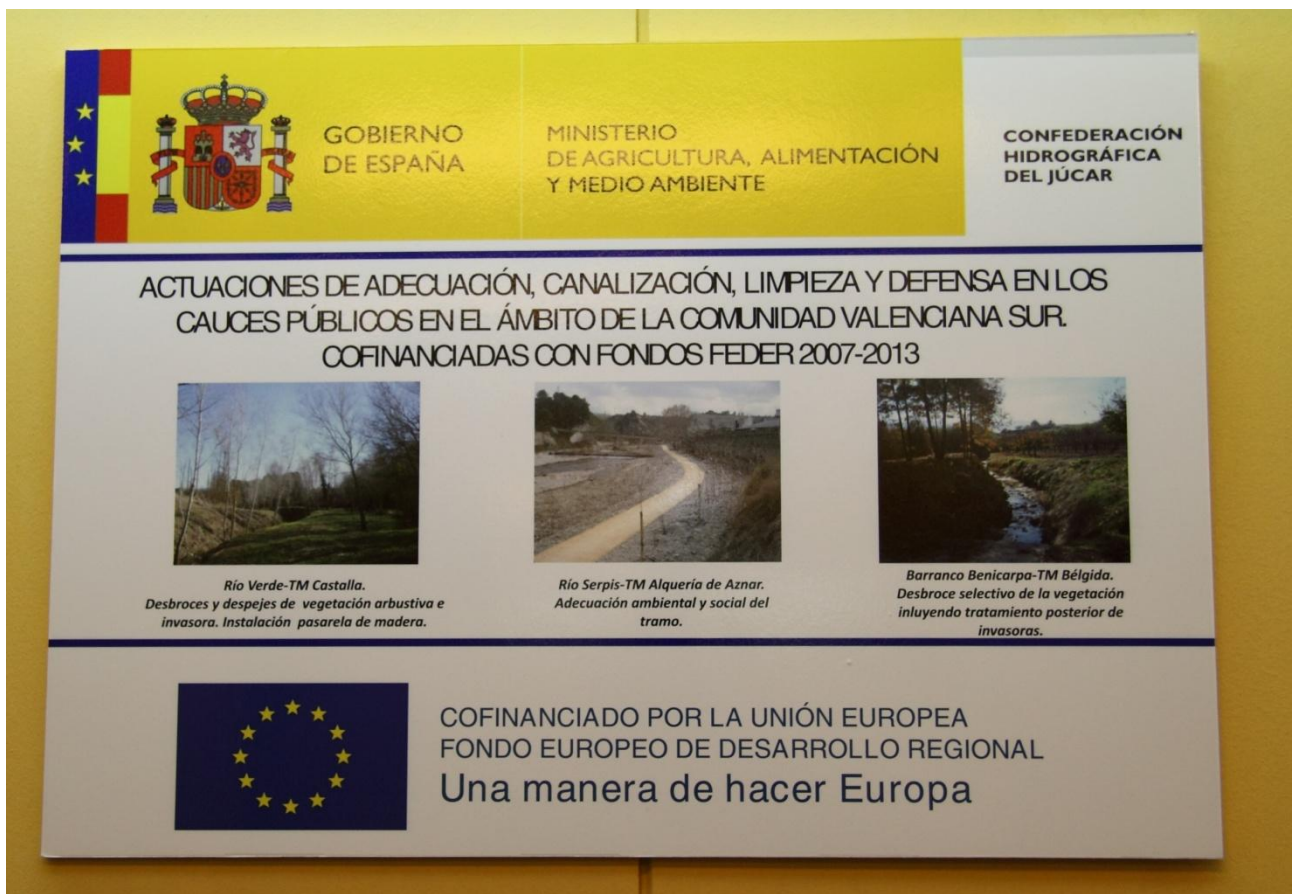 GOBIERNO
DE ESPAÑA
MINISTERIO
DE AGRICULTURA, ALIMENTACIÓN
Y MEDIO AMBIENTE
CONFEDERACIÓN
HIDROGRÁFICA
DEL JÚCAR
ACTUACIONES DE ADECUACIÓN, CANALIZACIÓN, LIMPIEZA Y DEFENSA EN LOS
CAUCES PÚBLICOS EN EL ÁMBITO DE LA COMUNIDAD VALENCIANA SUR.
COFINANCIADAS CON FONDOS FEDER 2007-2013
Río Verde-TM Castalla.
Desbroces y despejes de vegetación arbustiva e
invasora. Instalación pasarela de madera.
Río Serpis-TM Alquería de Aznar.
Adecuación ambiental y social del
tramo.
Barranco Benicarpa-TM Bélgida.
Desbroce selectivo de la vegetación
inluyendo tratamiento posterior de
invasoras.
COFINANCIADO POR LA UNIÓN EUROPEA
FONDO EUROPEO DE DESARROLLO REGIONAL
Una manera de hacer Europa